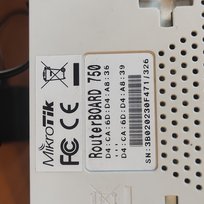 MikroTik
FC CE
RouterBOARD 750
D4:CA:6D:D4:A8:36
...
D4:CA:6D:D4:A8:39
SN:3B020230F471/326